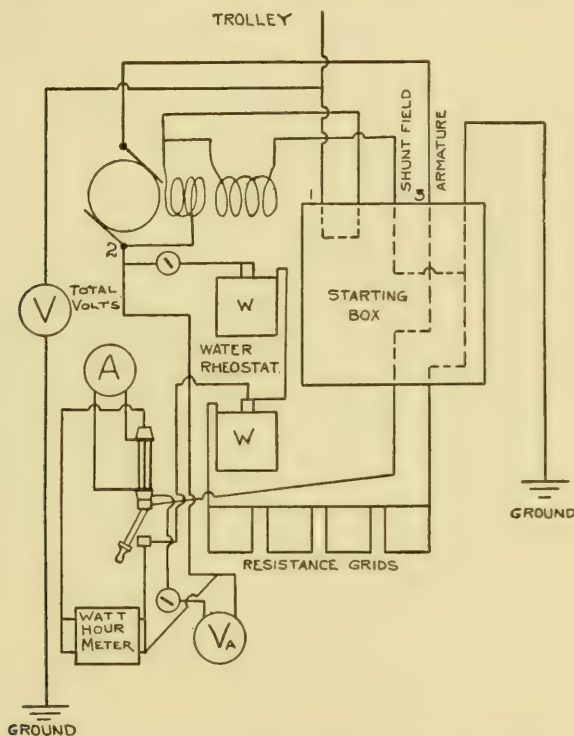 TROLLEY
SHUNT FIELD
ARMATURE
1
3
2
TOTAL
VOLTS
V
W
STARTING
BOX
WATER
RHEOSTAT.
A
W
GROUND
RESISTANCE GRIDS
WATT
HOUR
METER
VA
GROUND